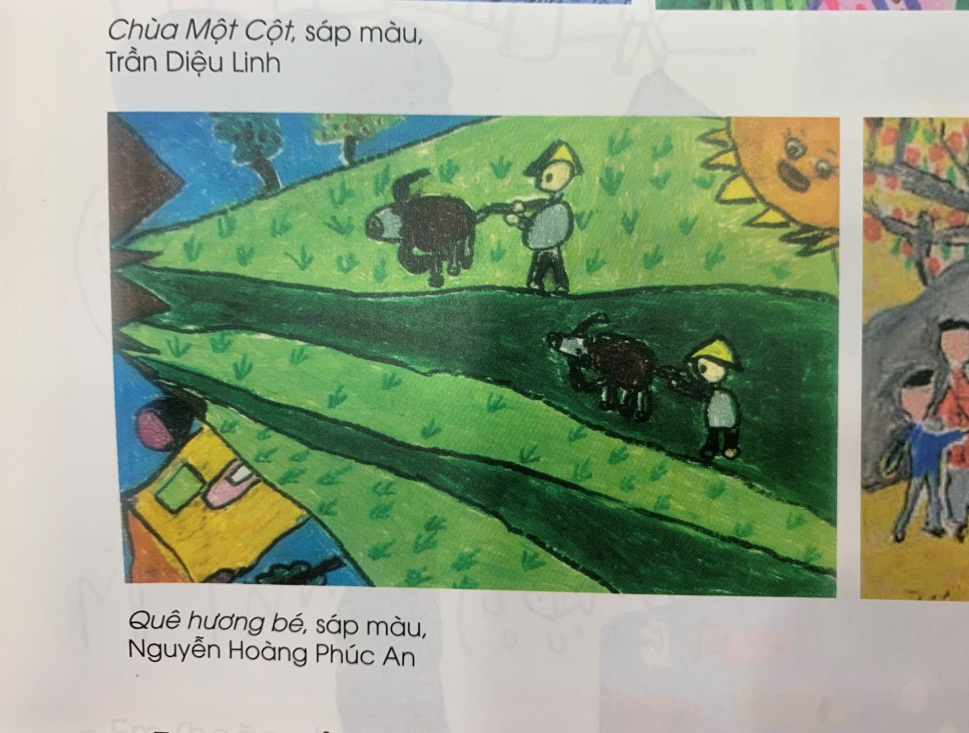 Chùa Một Cột, sáp màu,
Trần Diệu Linh
Quê hương bé, sáp màu,
Nguyễn Hoàng Phúc An